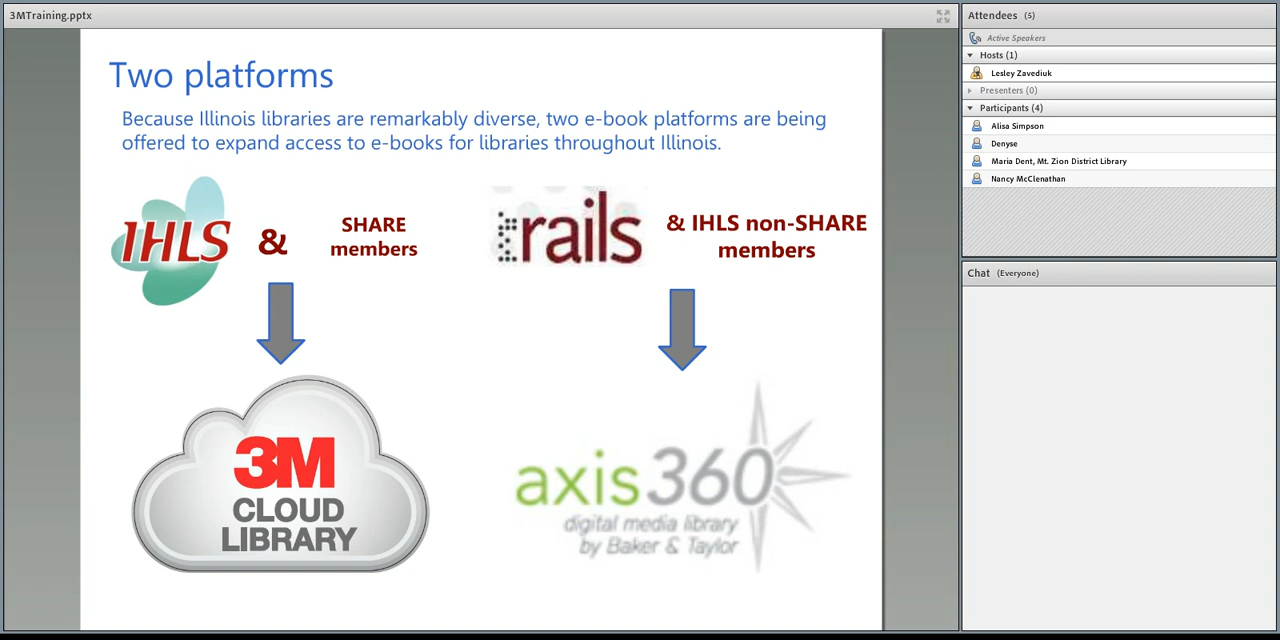 3MTraining.pptx
Two platforms
Because Illinois libraries are remarkably diverse, two e-book platforms are being
offered to expand access to e-books for libraries throughout Illinois.
IHLS
&
SHARE
members
rails
& IHLS non-SHARE
members
3M
CLOUD
LIBRARY
axis360
digital media library
by Baker & Taylor
Attendees (5)
Active Speakers
Hosts (1)
Lesley Zavediuk
Presenters (0)
Participants (4)
Alisa Simpson
Denyse
Maria Dent, Mt. Zion District Library
Nancy McClenathan
Chat (Everyone)